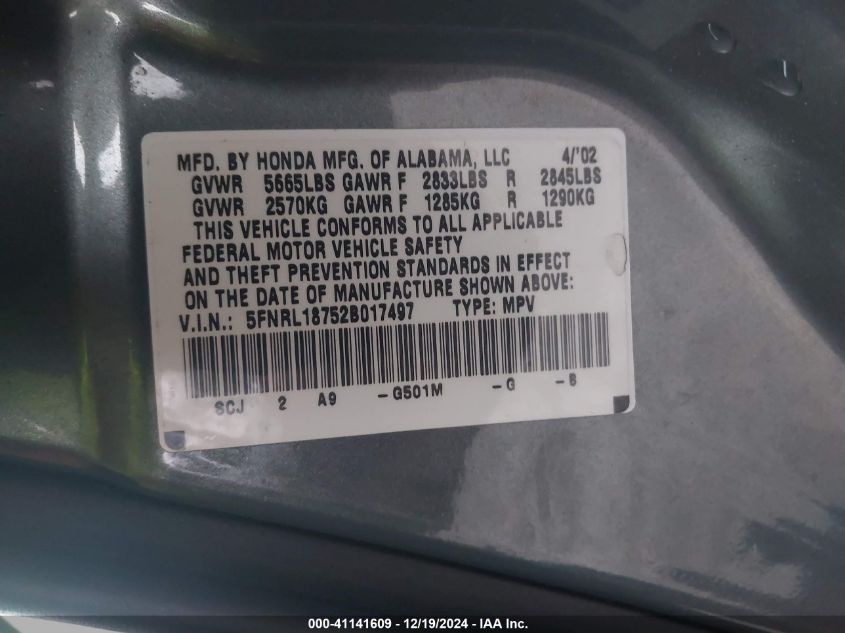 MFD. BY HONDA MFG. OF ALABAMA, LLC 4/'02
GVWR 5665LBS GAWR F 2833LBS R 2845LBS
GVWR 2570KG GAWR F 1285KG R 1290KG
THIS VEHICLE CONFORMS TO ALL APPLICABLE
FEDERAL MOTOR VEHICLE SAFETY
AND THEFT PREVENTION STANDARDS IN EFFECT
ON THE DATE OF MANUFACTURE SHOWN ABOVE:
V.I.N.: 5FNRL18752B017497 TYPE: MPV
SCJ 2 A9 -G501M -G -B
000-41141609 - 12/19/2024 - IAA Inc.